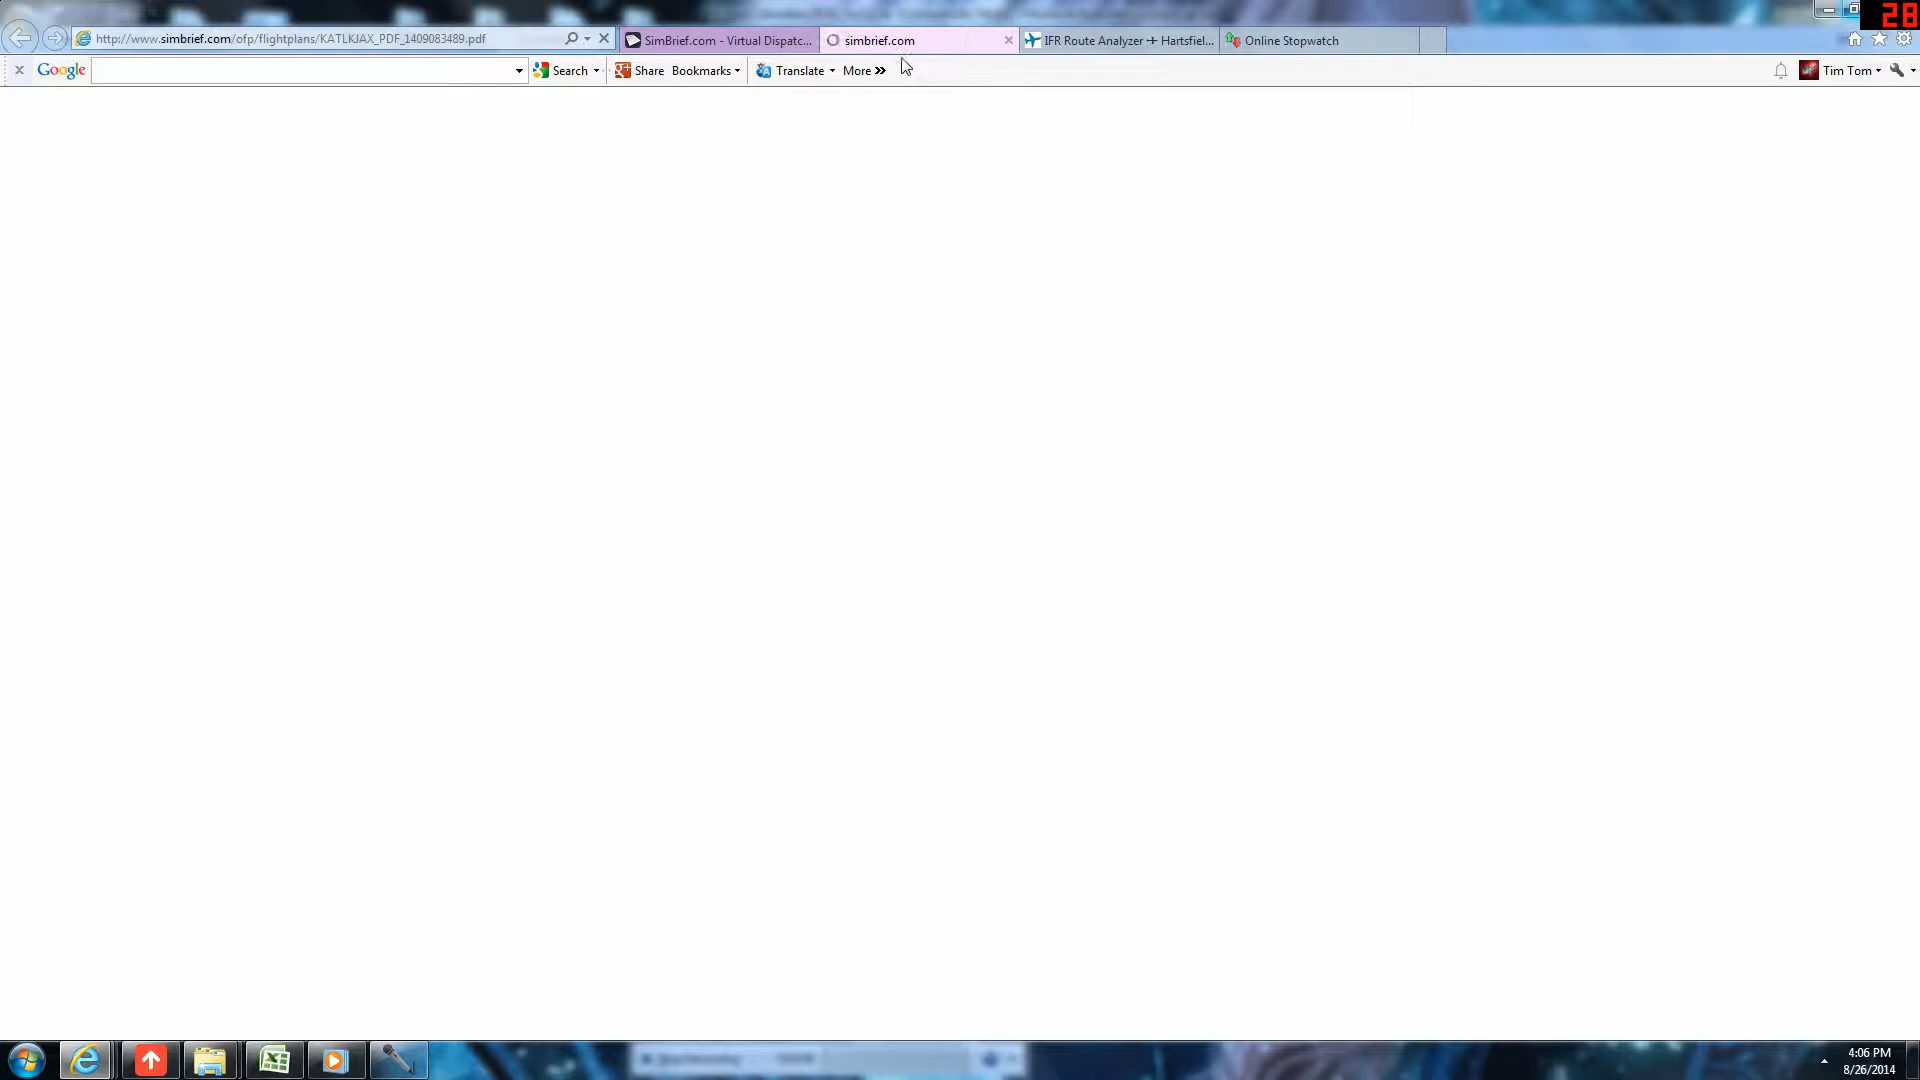 28
http://www.simbrief.com/ofp/flightplans/KATLKJAX_PDF_1409083489.pdf
SimBrief.com - Virtual Dispatc...
simbrief.com
IFR Route Analyzer ✈ Hartsfiel...
Online Stopwatch
Google
Search
Share
Bookmarks
Translate
More »
Tim Tom
4:06 PM
8/26/2014